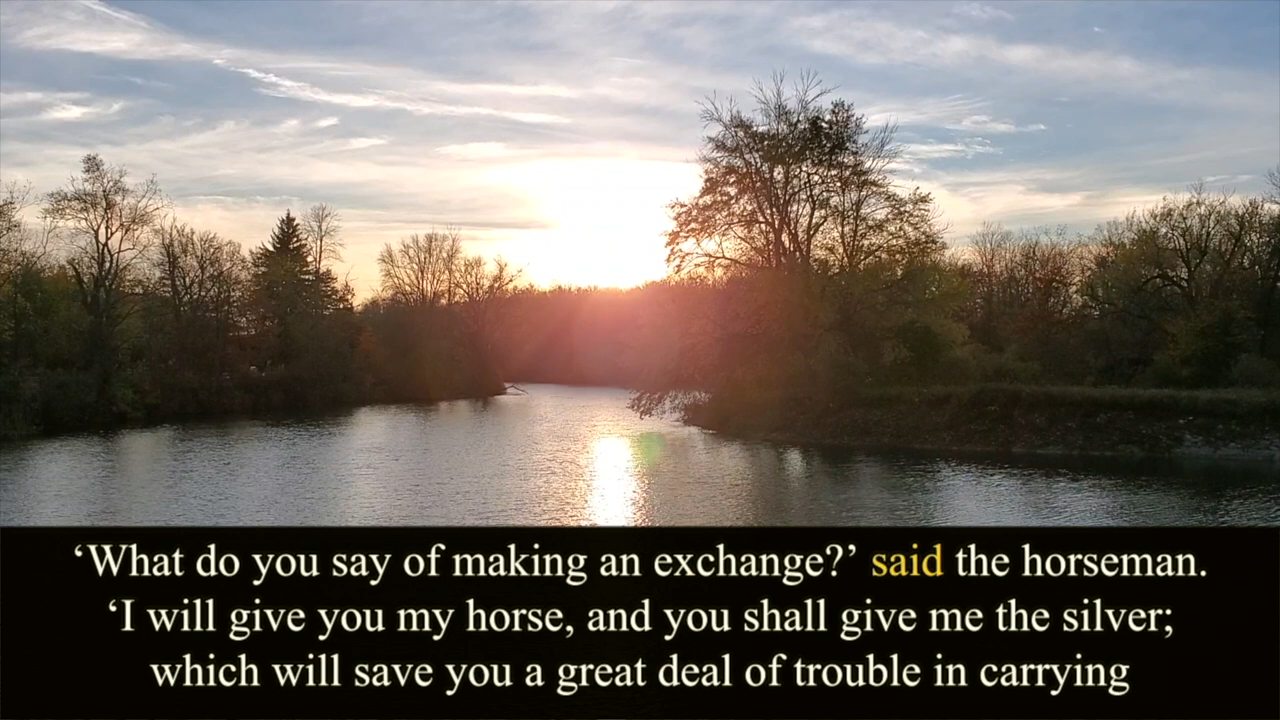 ‘What do you say of making an exchange?’ said the horseman.
‘I will give you my horse, and you shall give me the silver;
which will save you a great deal of trouble in carrying